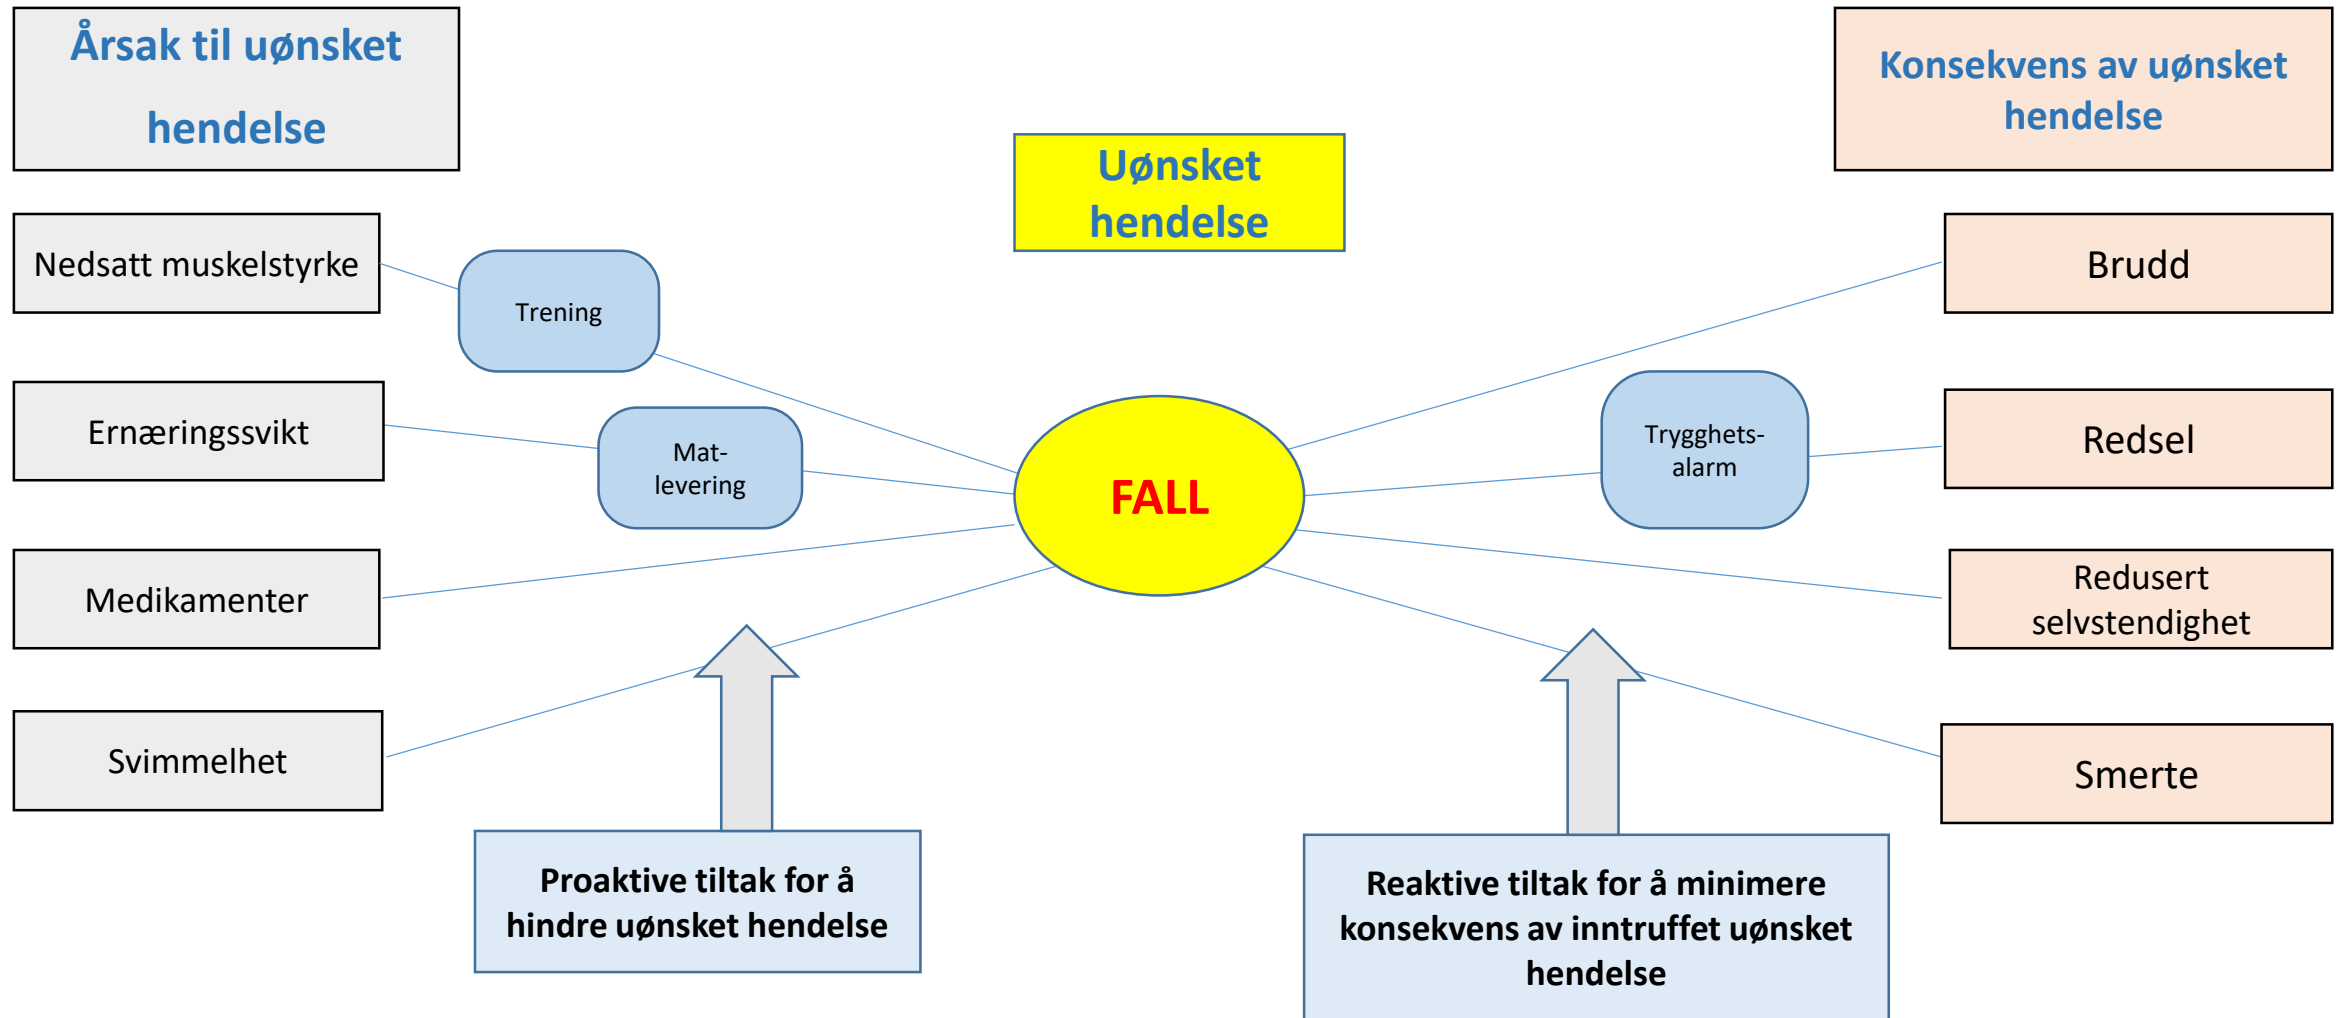 Årsak til uønsket
hendelse
Uønsket
hendelse
Konsekvens av uønsket
hendelse
Nedsatt muskelstyrke
Trening
Brudd
Ernæringssvikt
Mat-
levering
FALL
Trygghets-
alarm
Redsel
Medikamenter
Redusert
selvstendighet
Svimmelhet
Smerte
Proaktive tiltak for å
hindre uønsket hendelse
Reaktive tiltak for å minimere
konsekvens av inntruffet uønsket
hendelse